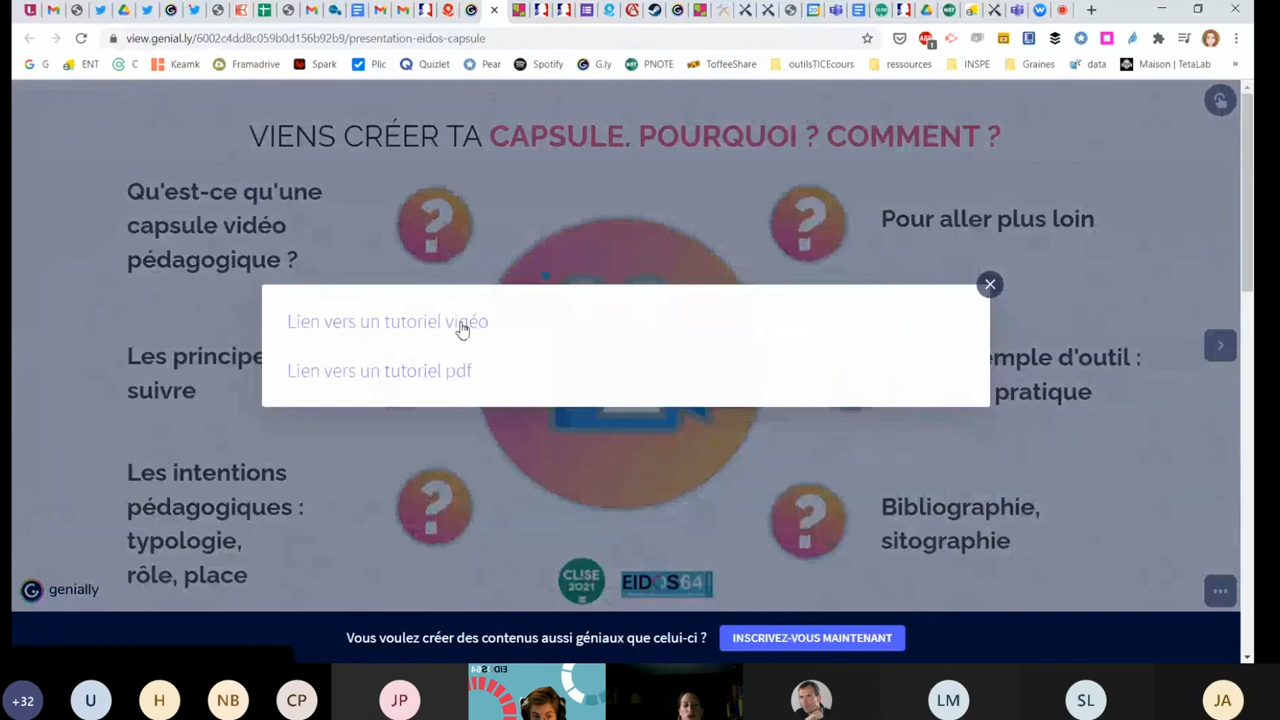 view.genial.ly/6002c4dd8c059b0d156b92b9/presentation-eidos-capsule
G
ENT
C
Keamk
Framadrive
Spark
Plic
Quizlet
Pear
Spotify
G.ly
PNOTE
ToffeeShare
outilsTICEcours
ressources
INSPE
Graines
data
Maison | TetaLab
»
VIENS CRÉER TA CAPSULE. POURQUOI ? COMMENT ?
Qu'est-ce qu'une
capsule vidéo
pédagogique ?
Pour aller plus loin
Lien vers un tutoriel vidéo
Lien vers un tutoriel pdf
Les principe
suivre
emple d'outil :
pratique
Les intentions
pédagogiques :
typologie,
rôle, place
Bibliographie,
sitographie
CLISE
2021
EIDOS64
genially
Vous voulez créer des contenus aussi géniaux que celui-ci ?
INSCRIVEZ-VOUS MAINTENANT
+32
U
H
NB
CP
JP
LM
SL
JA